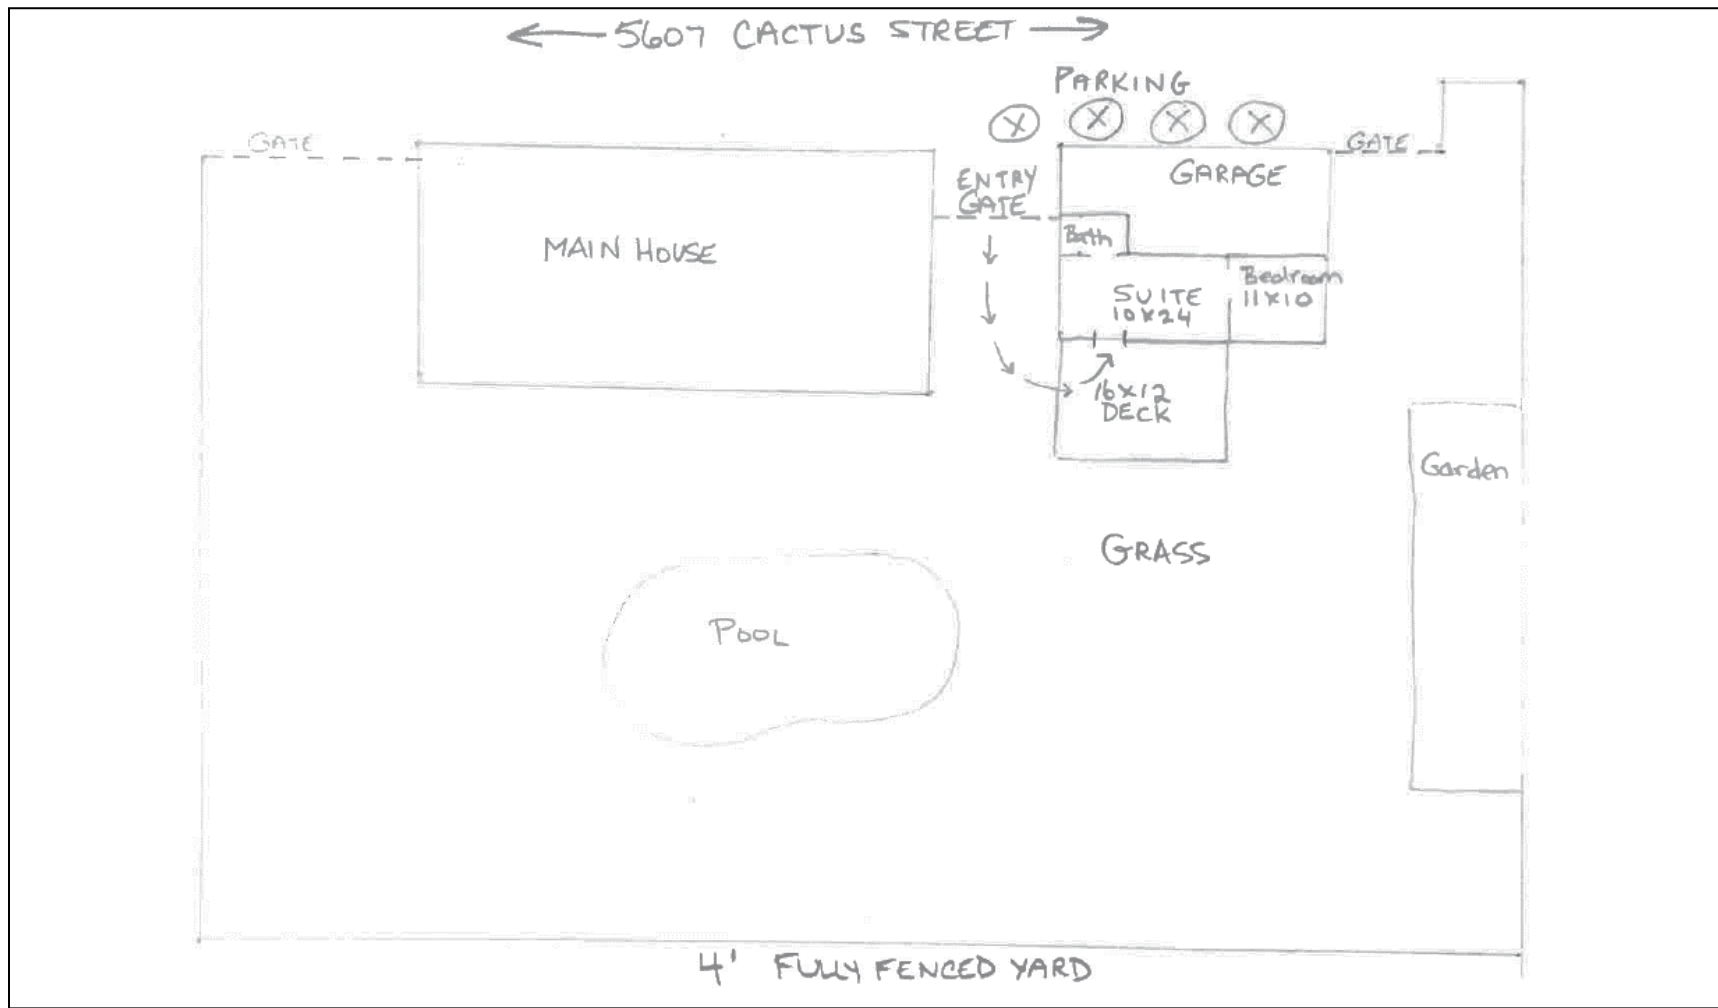 5607 CACTUS STREET
PARKING
X X X X
GATE
GATE
ENTRY
GATE
GARAGE
MAIN HOUSE
Bath
Bedroom
11X10
SUITE
10X24
16X12
DECK
Garden
GRASS
POOL
4' FULLY FENCED YARD